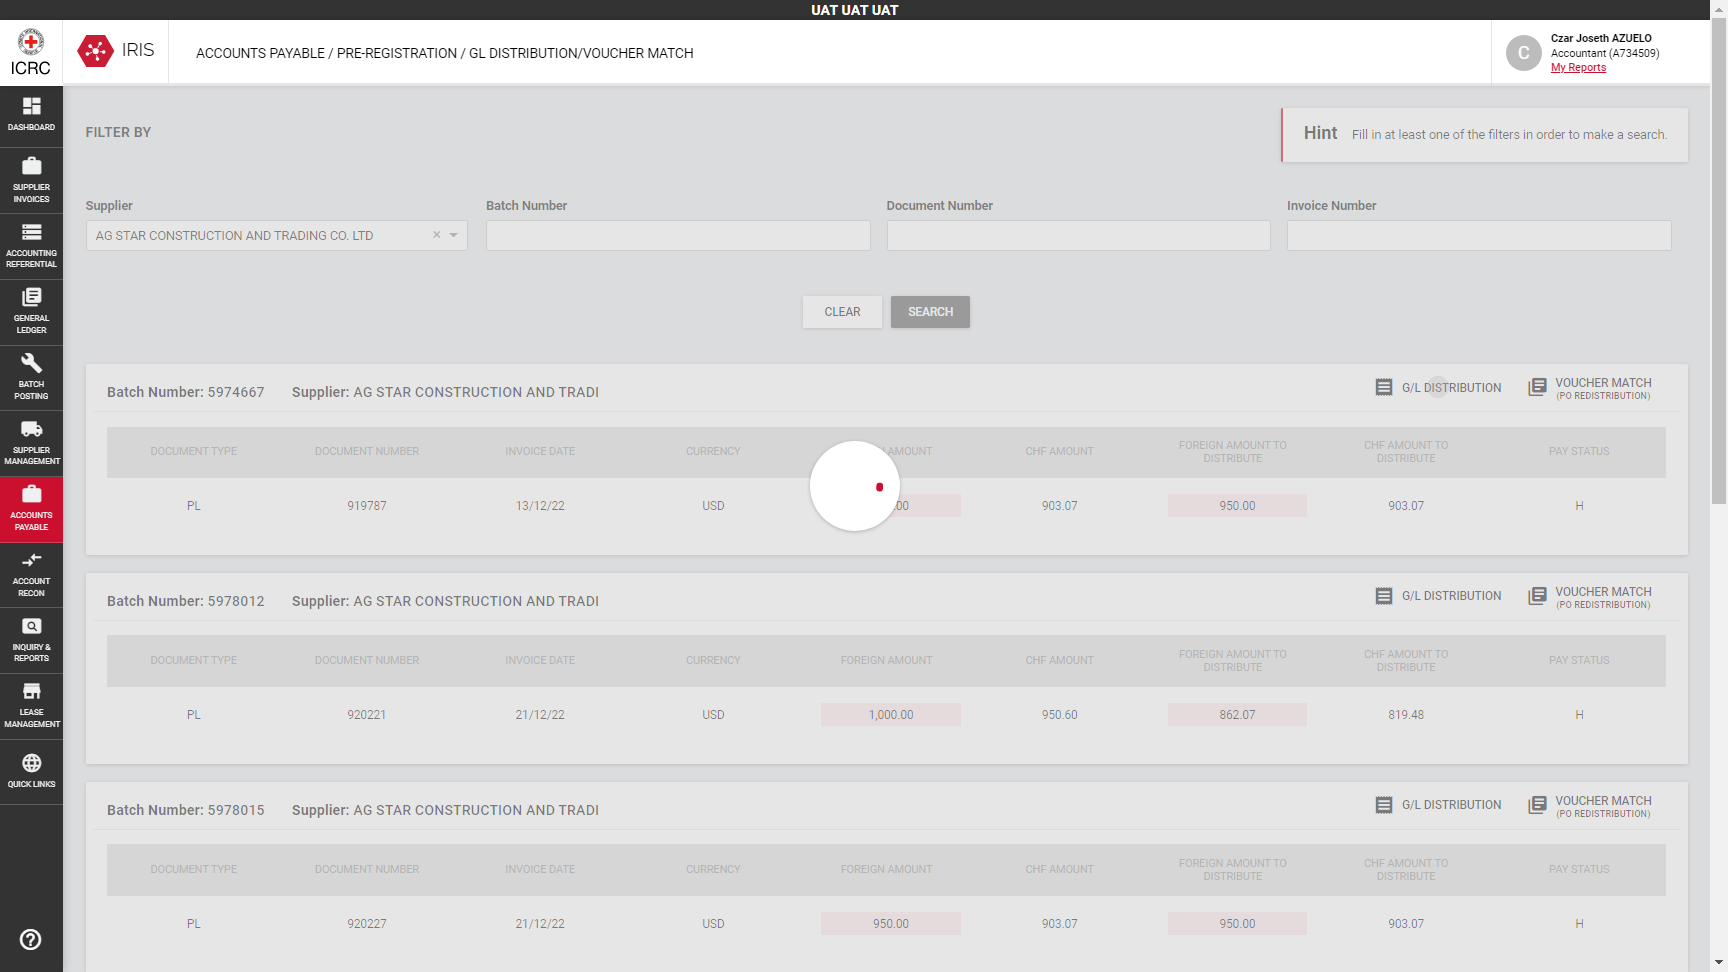 UAT UAT UAT
ICRC
IRIS
ACCOUNTS PAYABLE / PRE-REGISTRATION / GL DISTRIBUTION/VOUCHER MATCH
C
Czar Joseth AZUELO
Accountant (A734509)
My Reports
DASHBOARD
SUPPLIER
INVOICES
ACCOUNTING
REFERENTIAL
GENERAL
LEDGER
BATCH
POSTING
SUPPLIER
MANAGEMENT
ACCOUNTS
PAYABLE
ACCOUNT
RECON
INQUIRY &
REPORTS
LEASE
MANAGEMENT
QUICK LINKS
FILTER BY
Hint Fill in at least one of the filters in order to make a search.
Supplier Batch Number Document Number Invoice Number
AG STAR CONSTRUCTION AND TRADING CO. LTD
CLEAR SEARCH
Batch Number: 5974667 Supplier: AG STAR CONSTRUCTION AND TRADI
G/L DISTRIBUTION
VOUCHER MATCH
(PO REDISTRIBUTION)
DOCUMENT TYPE DOCUMENT NUMBER INVOICE DATE CURRENCY AMOUNT CHF AMOUNT FOREIGN AMOUNT TO DISTRIBUTE CHF AMOUNT TO DISTRIBUTE PAY STATUS
PL 919787 13/12/22 USD .00 903.07 950.00 903.07 H
Batch Number: 5978012 Supplier: AG STAR CONSTRUCTION AND TRADI
G/L DISTRIBUTION
VOUCHER MATCH
(PO REDISTRIBUTION)
DOCUMENT TYPE DOCUMENT NUMBER INVOICE DATE CURRENCY FOREIGN AMOUNT CHF AMOUNT FOREIGN AMOUNT TO DISTRIBUTE CHF AMOUNT TO DISTRIBUTE PAY STATUS
PL 920221 21/12/22 USD 1,000.00 950.60 862.07 819.48 H
Batch Number: 5978015 Supplier: AG STAR CONSTRUCTION AND TRADI
G/L DISTRIBUTION
VOUCHER MATCH
(PO REDISTRIBUTION)
DOCUMENT TYPE DOCUMENT NUMBER INVOICE DATE CURRENCY FOREIGN AMOUNT CHF AMOUNT FOREIGN AMOUNT TO DISTRIBUTE CHF AMOUNT TO DISTRIBUTE PAY STATUS
PL 920227 21/12/22 USD 950.00 903.07 950.00 903.07 H